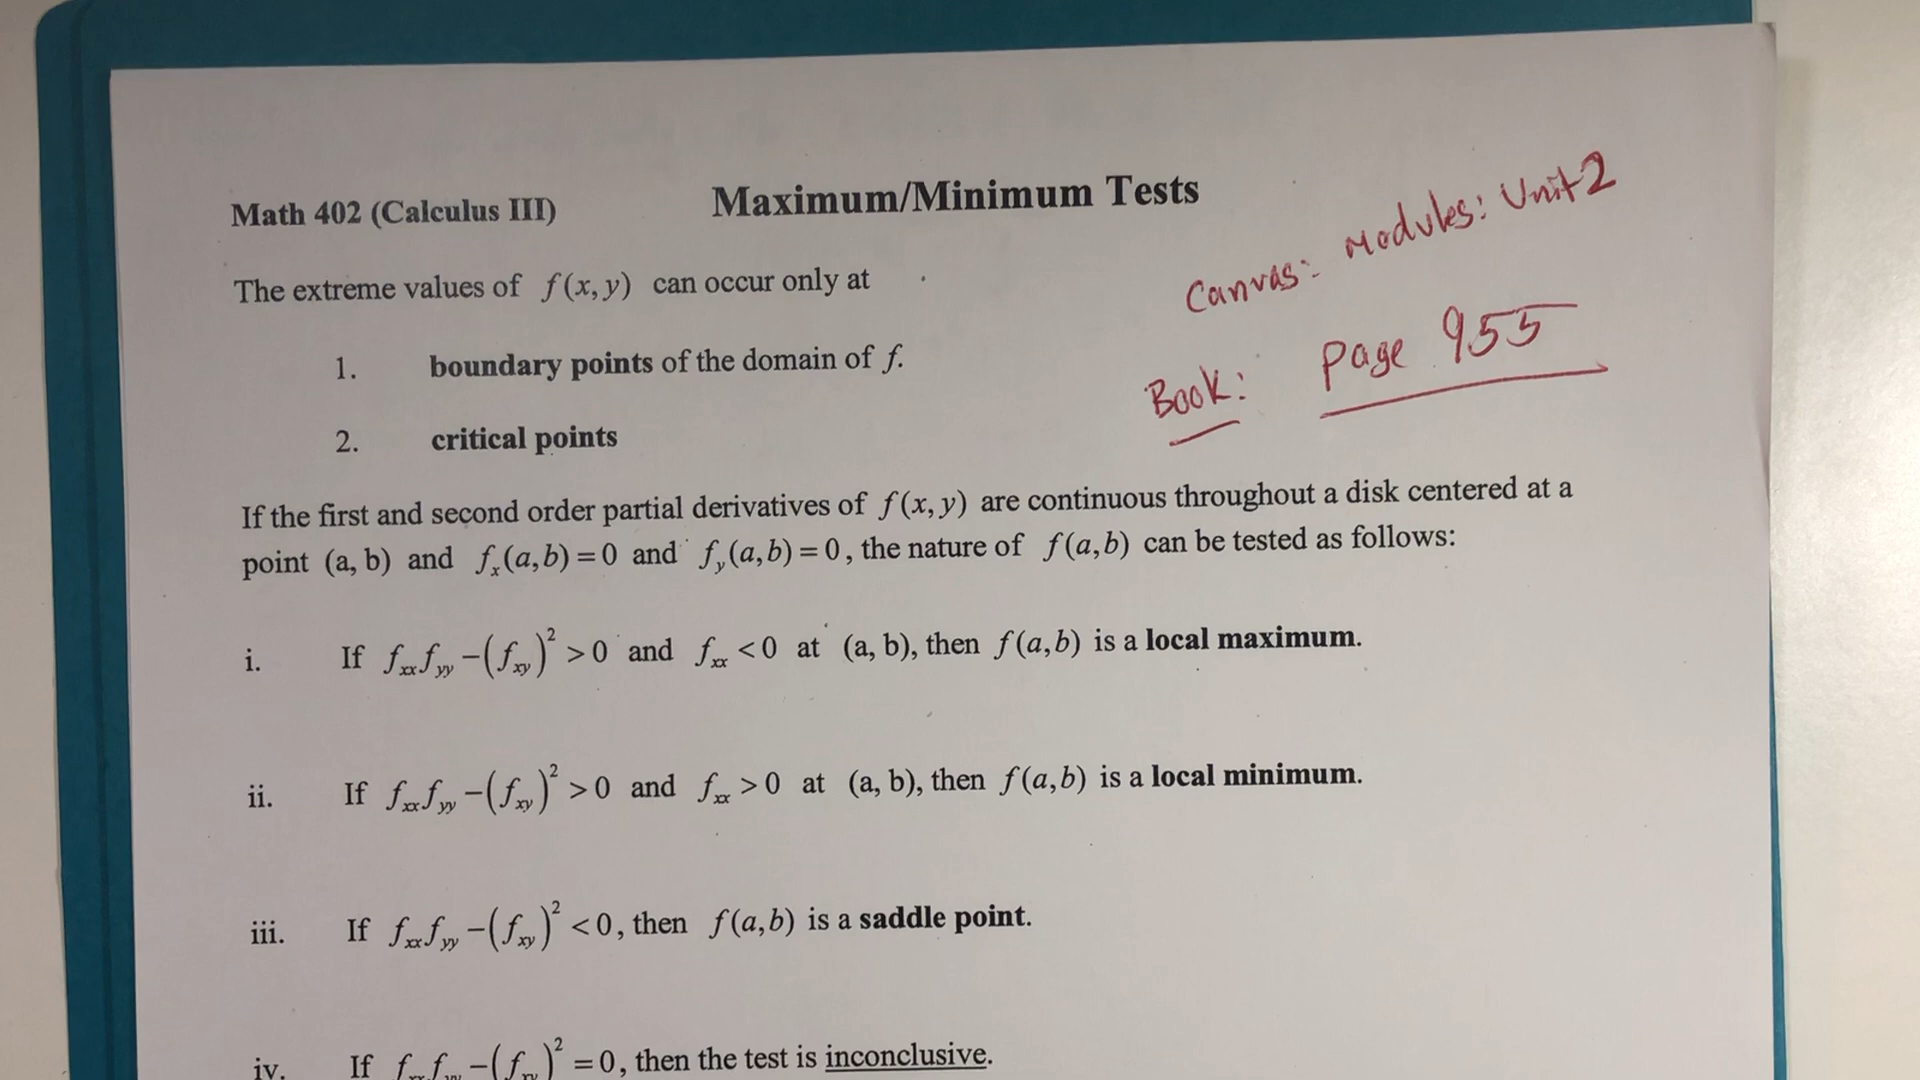 Math 402 (Calculus III)
Maximum/Minimum Tests
Canvas: Modules: Unit 2
Book: Page 955
The extreme values of f(x, y) can occur only at
1. boundary points of the domain of f.
2. critical points
If the first and second order partial derivatives of f(x, y) are continuous throughout a disk centered at a
point (a, b) and fₓ(a,b) = 0 and f_y(a,b) = 0, the nature of f(a,b) can be tested as follows:
i. If f_xx f_yy − (f_xy)² > 0 and f_xx < 0 at (a, b), then f(a,b) is a local maximum.
ii. If f_xx f_yy − (f_xy)² > 0 and f_xx > 0 at (a, b), then f(a,b) is a local minimum.
iii. If f_xx f_yy − (f_xy)² < 0, then f(a,b) is a saddle point.
iv. If f_xx f_yy − (f_xy)² = 0, then the test is inconclusive.